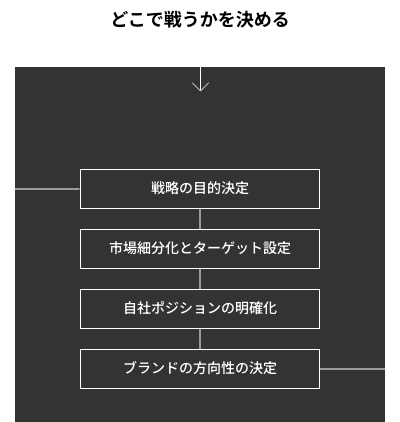 どこで戦うかを決める
戦略の目的決定
市場細分化とターゲット設定
自社ポジションの明確化
ブランドの方向性の決定